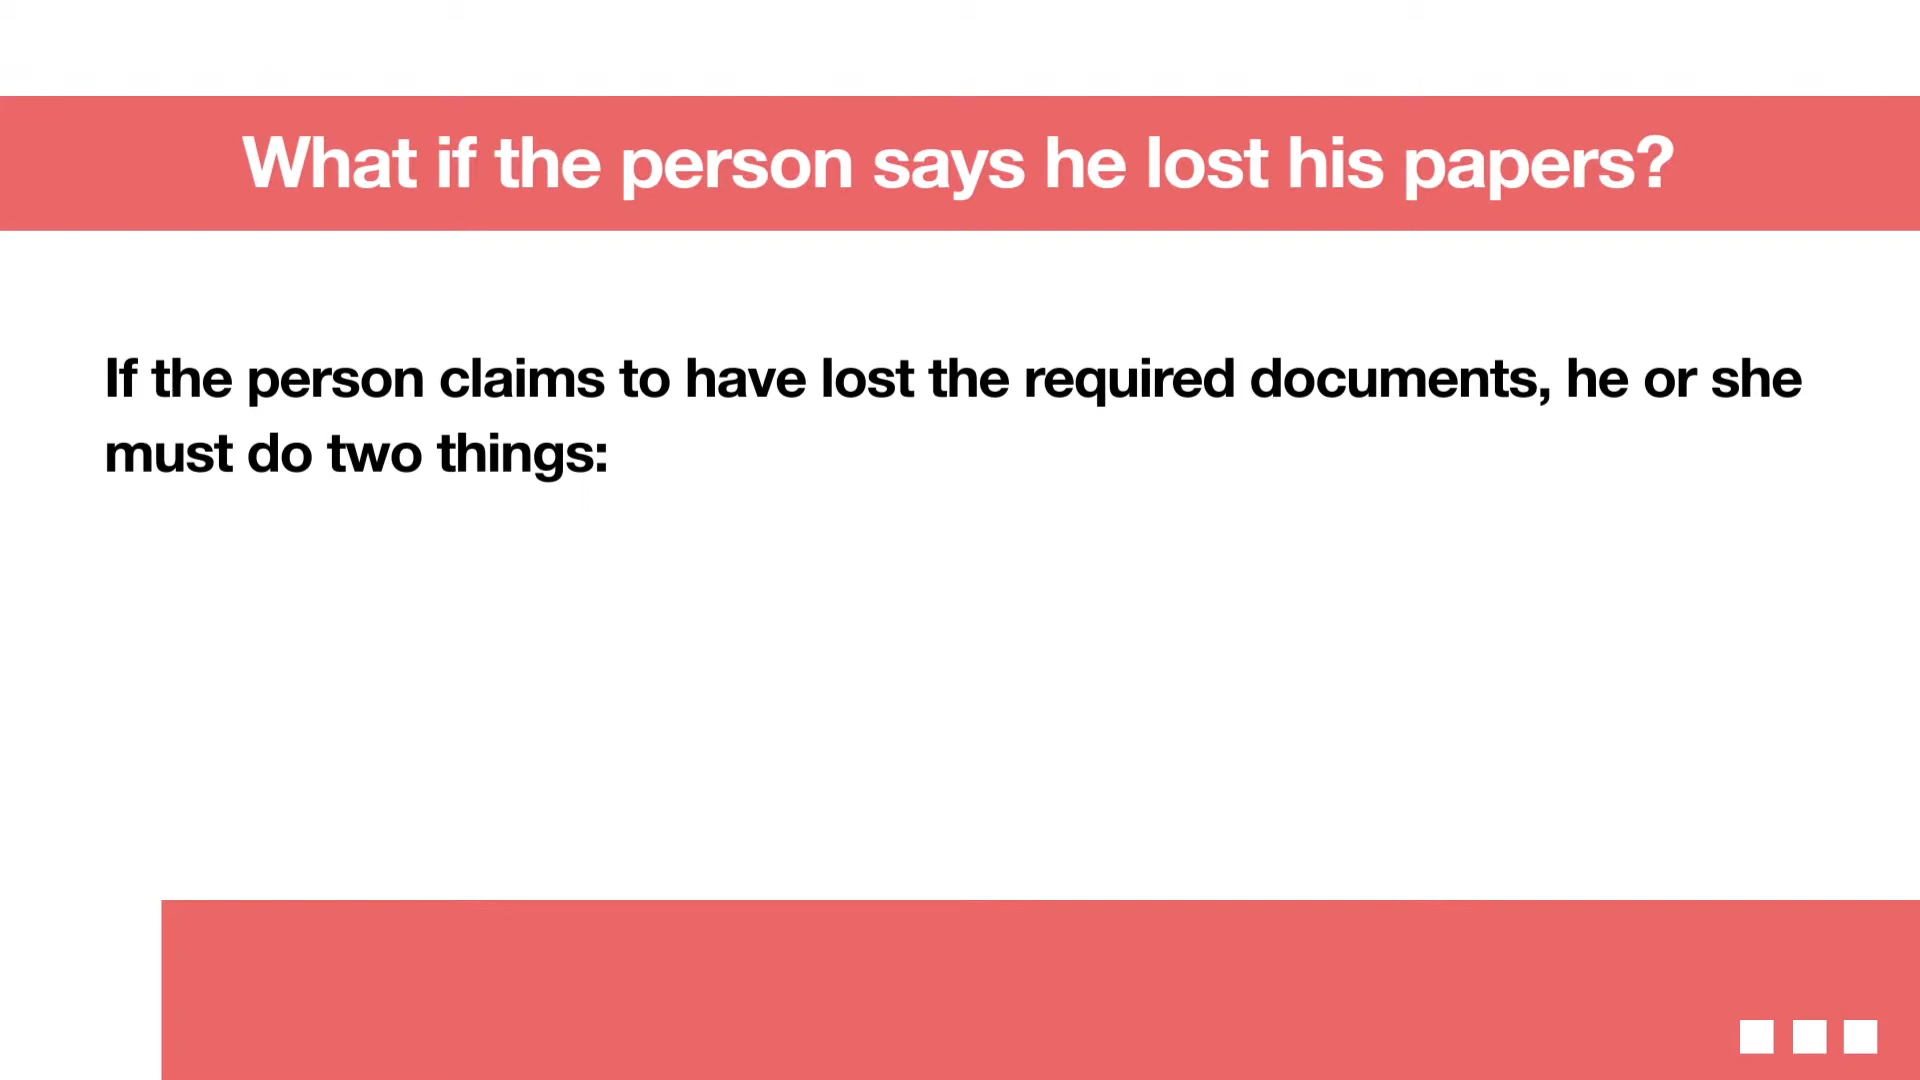 What if the person says he lost his papers?
If the person claims to have lost the required documents, he or she
must do two things: